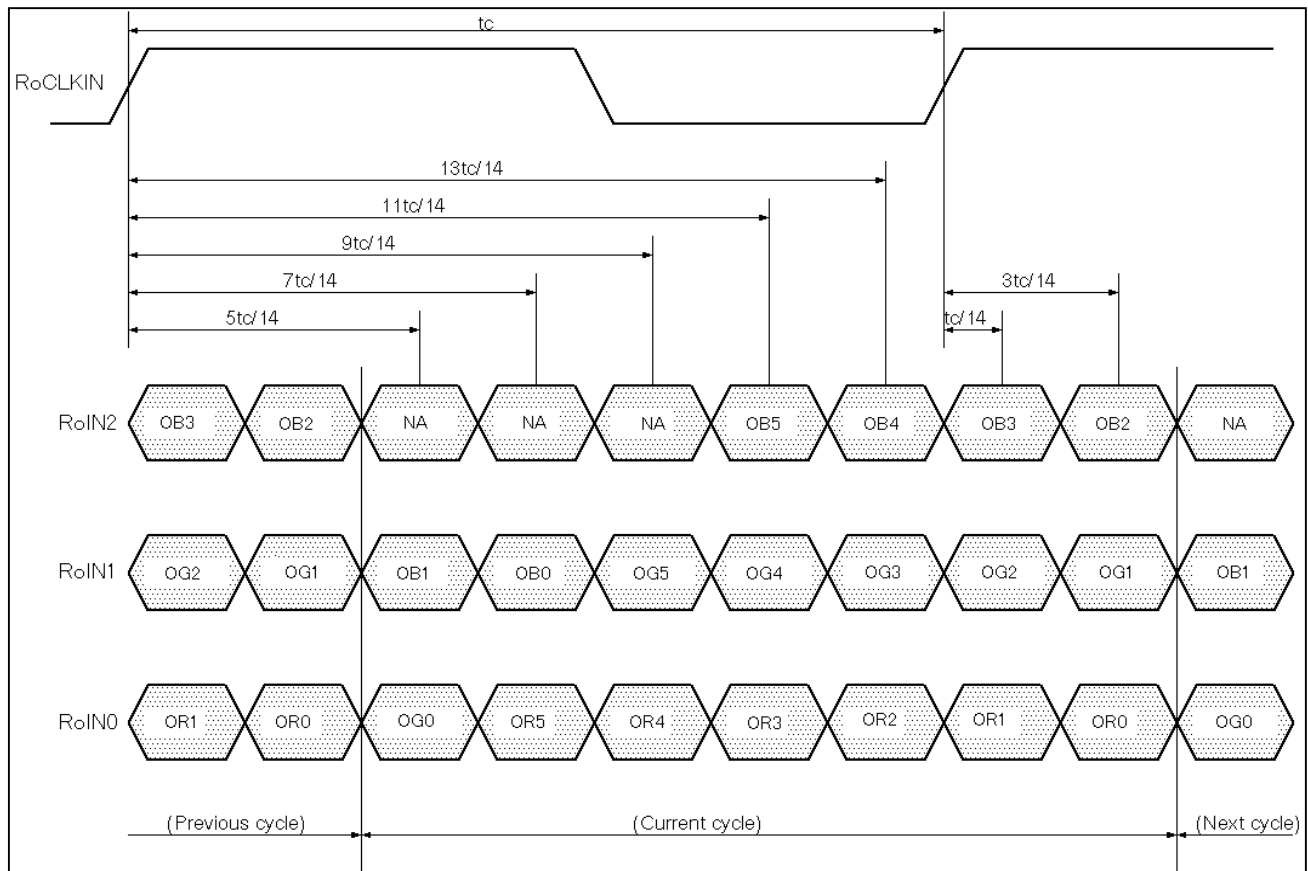 tc
RoCLKIN
13tc/14
11tc/14
9tc/14
7tc/14
3tc/14
5tc/14
tc/14
RoIN2 OB3 OB2 NA NA NA OB5 OB4 OB3 OB2 NA
RoIN1 OG2 OG1 OB1 OB0 OG5 OG4 OG3 OG2 OG1 OB1
RoIN0 OR1 OR0 OG0 OR5 OR4 OR3 OR2 OR1 OR0 OG0
(Previous cycle) (Current cycle) (Next cycle)